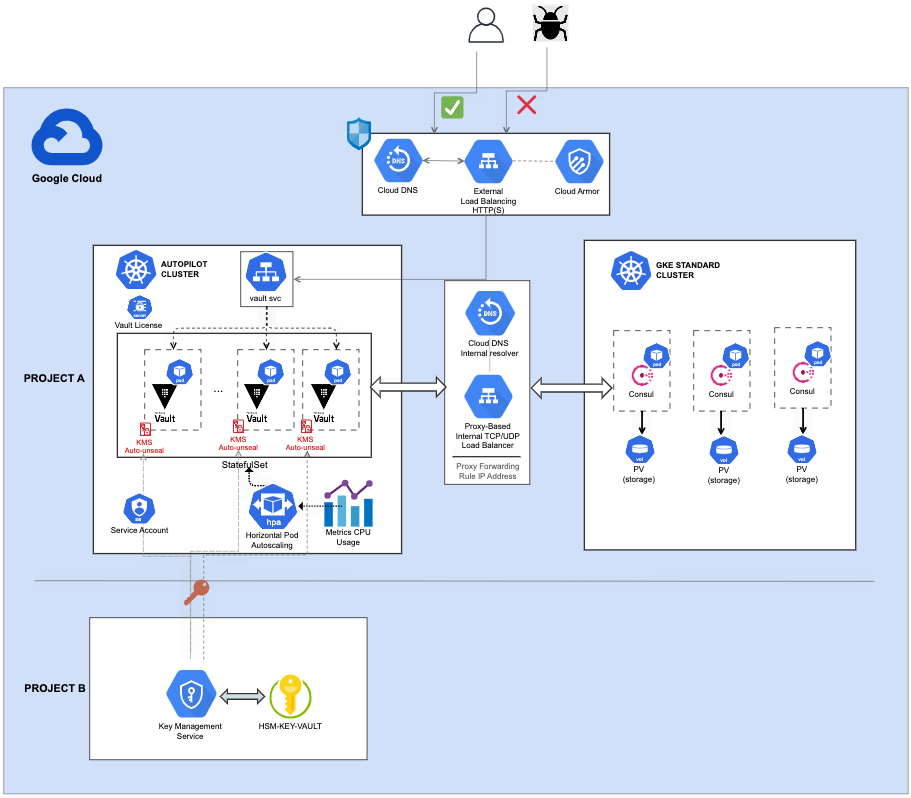 Google Cloud
DNS
Cloud DNS
External
Load Balancing
HTTP(S)
Cloud Armor
AUTOPILOT
CLUSTER
vault svc
secret
Vault License
PROJECT A
pod
Vault
KMS
Auto-unseal
...
pod
Vault
KMS
Auto-unseal
pod
Vault
KMS
Auto-unseal
StatefulSet
Service Account
hpa
Horizontal Pod
Autoscaling
Metrics CPU
Usage
DNS
Cloud DNS
Internal resolver
Proxy-Based
Internal TCP/UDP
Load Balancer
Proxy Forwarding
Rule IP Address
GKE STANDARD
CLUSTER
pod
Consul
pod
Consul
pod
Consul
vol
PV
(storage)
vol
PV
(storage)
vol
PV
(storage)
PROJECT B
Key Management
Service
HSM-KEY-VAULT